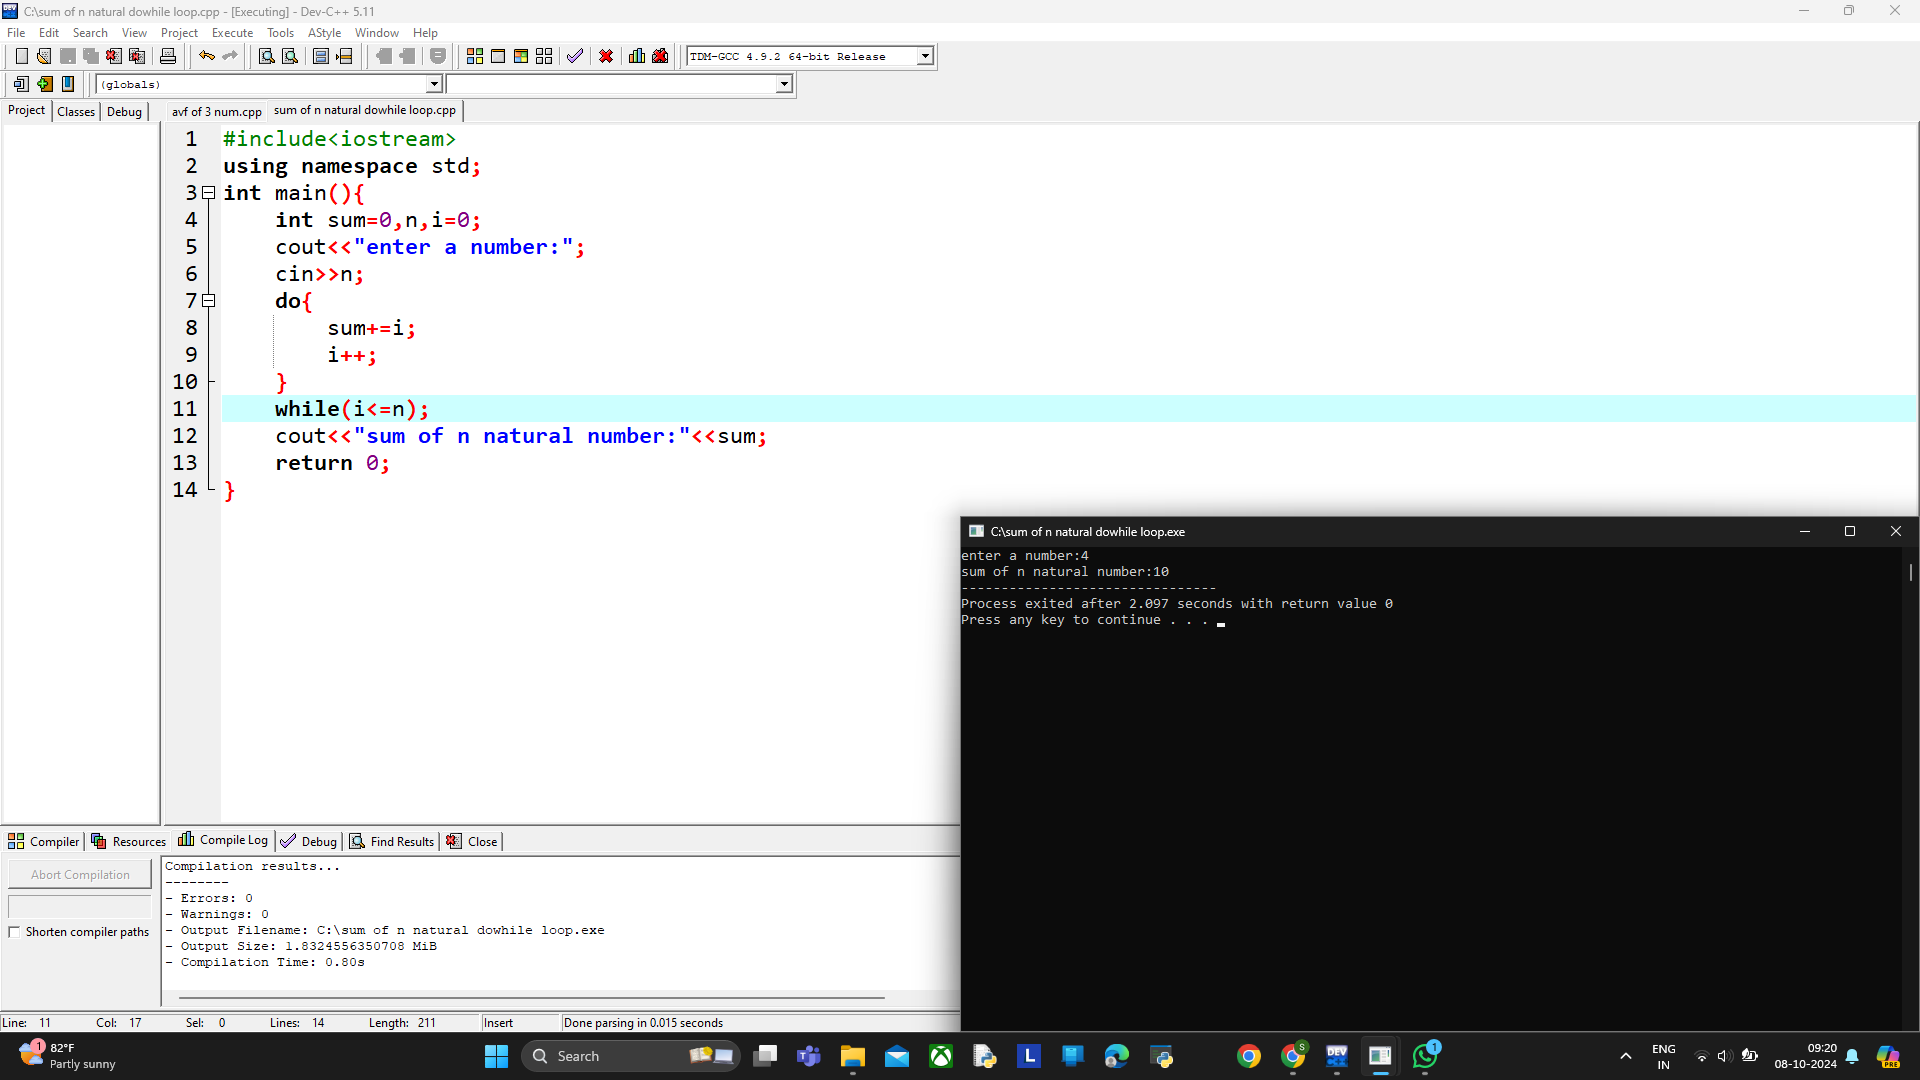 C:\sum of n natural dowhile loop.cpp - [Executing] - Dev-C++ 5.11
File Edit Search View Project Execute Tools AStyle Window Help
TDM-GCC 4.9.2 64-bit Release
(globals)
Project Classes Debug avf of 3 num.cpp sum of n natural dowhile loop.cpp
1 #include<iostream>
2 using namespace std;
3 int main(){
4 int sum=0,n,i=0;
5 cout<<"enter a number:";
6 cin>>n;
7 do{
8 sum+=i;
9 i++;
10 }
11 while(i<=n);
12 cout<<"sum of n natural number:"<<sum;
13 return 0;
14 }
C:\sum of n natural dowhile loop.exe
enter a number:4
sum of n natural number:10
--------------------------------
Process exited after 2.097 seconds with return value 0
Press any key to continue . . .
Compiler Resources Compile Log Debug Find Results Close
Abort Compilation
Shorten compiler paths
Compilation results...
--------
- Errors: 0
- Warnings: 0
- Output Filename: C:\sum of n natural dowhile loop.exe
- Output Size: 1.8324556350708 MiB
- Compilation Time: 0.80s
Line: 11 Col: 17 Sel: 0 Lines: 14 Length: 211 Insert Done parsing in 0.015 seconds
1 82°F
Partly sunny
Search
L
DEV
S
1
ENG
IN
09:20
08-10-2024
PRE